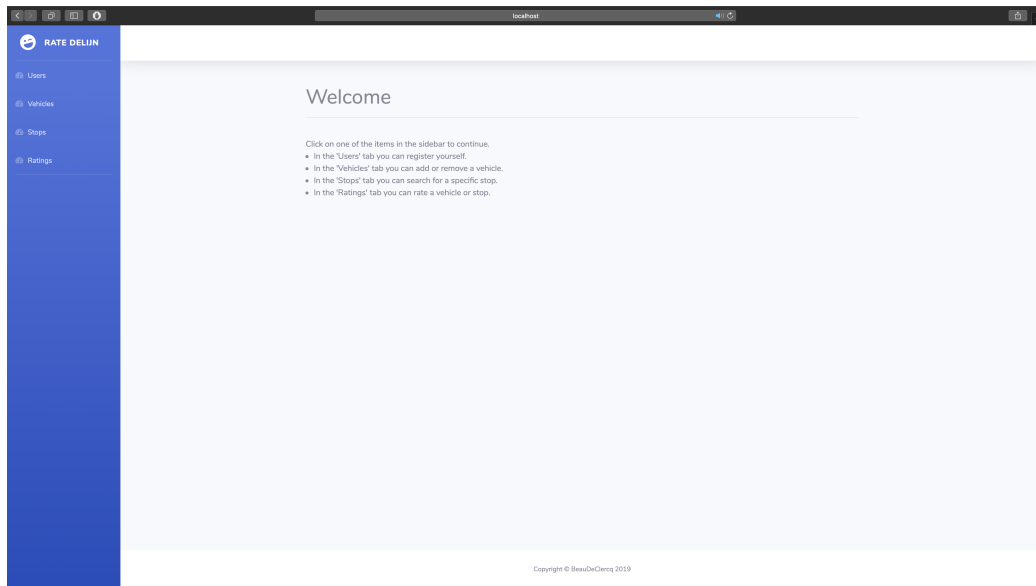 localhost
RATE DELIJN
Users
Vehicles
Stops
Ratings
Welcome
Click on one of the items in the sidebar to continue.
• In the 'Users' tab you can register yourself.
• In the 'Vehicles' tab you can add or remove a vehicle.
• In the 'Stops' tab you can search for a specific stop.
• In the 'Ratings' tab you can rate a vehicle or stop.
Copyright © BeauDeClercq 2019